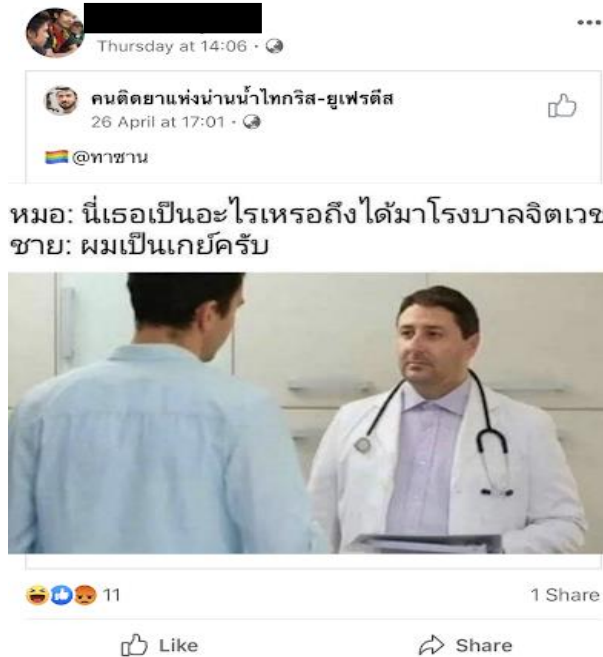 Thursday at 14:06 ·
คนติดยาแห่งน่านน้ำไทกริส-ยูเฟรตีส
26 April at 17:01 ·
🏳️‍🌈@ทาซาน
หมอ: นี่เธอเป็นอะไรเหรอถึงได้มาโรงบาลจิตเวช
ชาย: ผมเป็นเกย์ครับ
11
1 Share
Like
Share